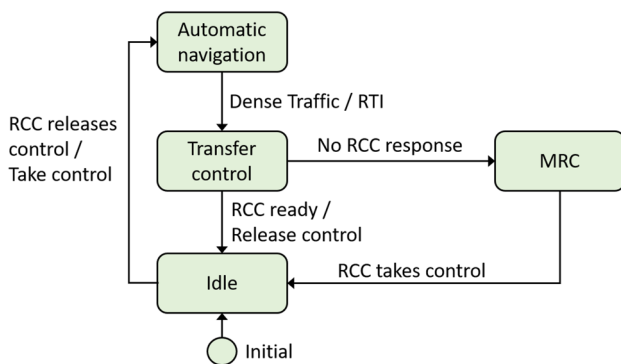 Automatic
navigation
Dense Traffic / RTI
RCC releases
control /
Take control
Transfer
control
No RCC response
MRC
RCC ready /
Release control
Idle
RCC takes control
Initial